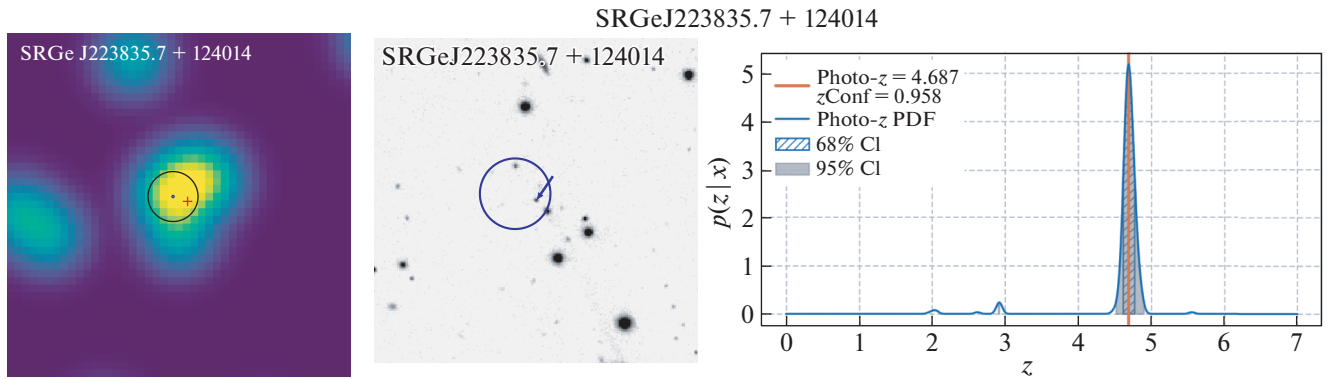 SRGeJ223835.7 + 124014
SRGe J223835.7 + 124014
SRGeJ223835.7 + 124014
Photo-z = 4.687
zConf = 0.958
Photo-z PDF
68% Cl
95% Cl
p(z | x)
5
4
3
2
1
0
0 1 2 3 4 5 6 7
z